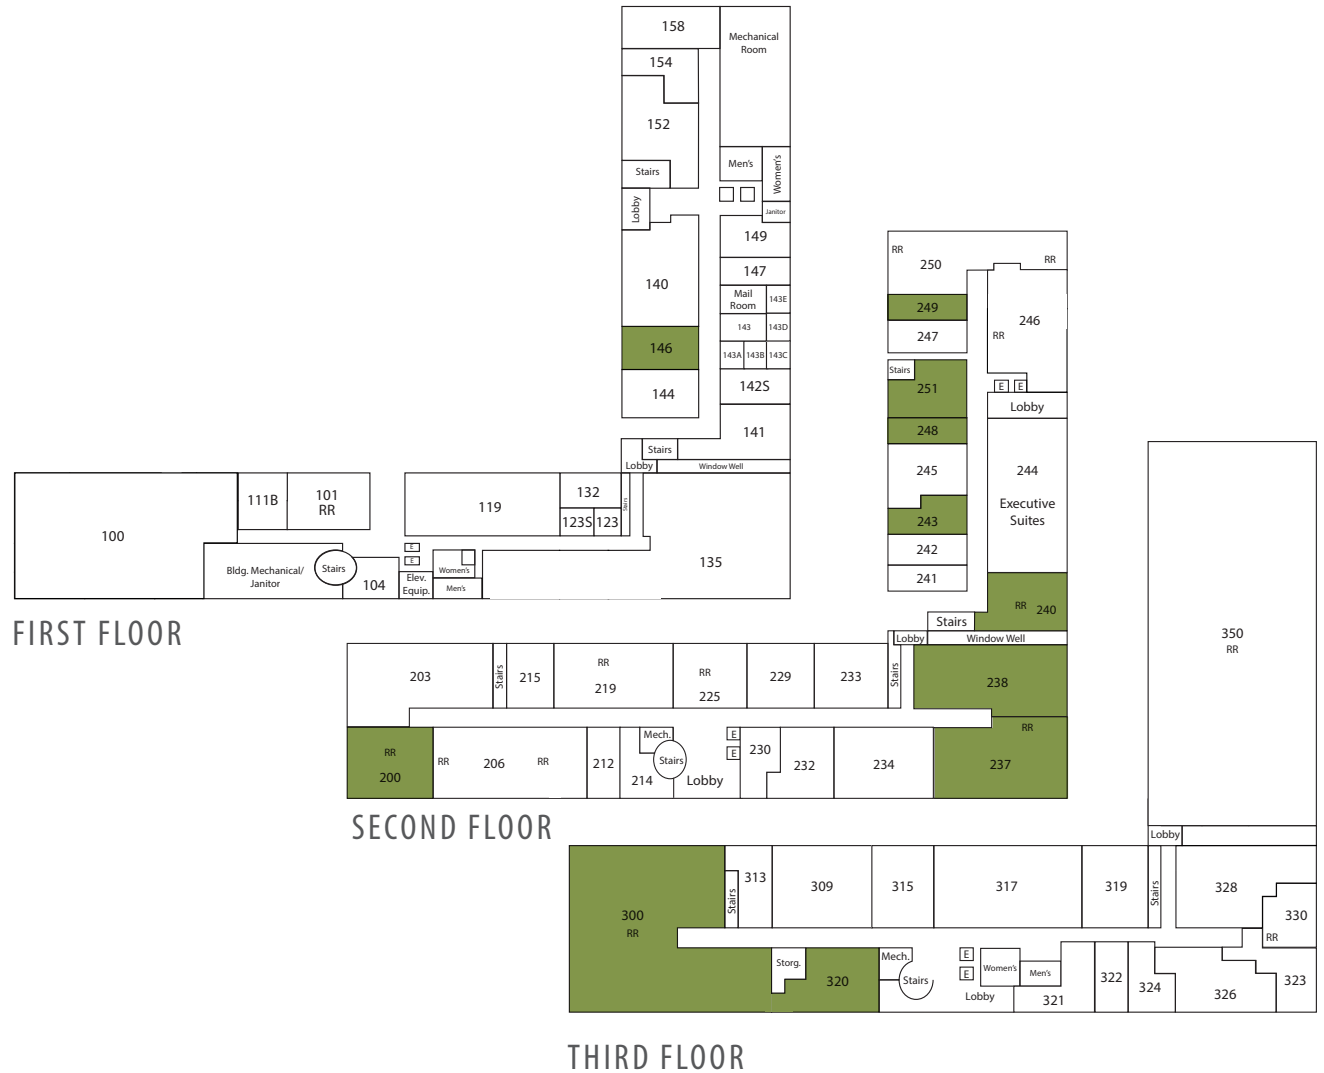 158
Mechanical
Room
154
152
Stairs
Men's
Women's
Lobby
Janitor
149
147
140
Mail
Room
143E
143
143D
146
143A
143B
143C
144
142S
141
Stairs
Lobby
Window Well
100
111B
101
RR
119
132
123S
123
Stairs
135
Bldg. Mechanical/
Janitor
Stairs
104
E
E
Elev.
Equip.
Women's
Men's
FIRST FLOOR
RR
250
RR
249
247
RR
246
Stairs
251
E
E
Lobby
248
245
244
Executive
Suites
243
242
241
RR
240
Stairs
Lobby
Window Well
203
Stairs
215
RR
219
RR
225
229
233
Stairs
238
RR
200
RR
206
RR
212
Mech.
214
Stairs
Lobby
E
E
230
232
234
RR
237
SECOND FLOOR
350
RR
Lobby
300
RR
Stairs
313
309
315
317
319
Stairs
328
330
RR
Storg.
320
Mech.
Stairs
E
E
Lobby
Women's
Men's
321
322
324
326
323
THIRD FLOOR